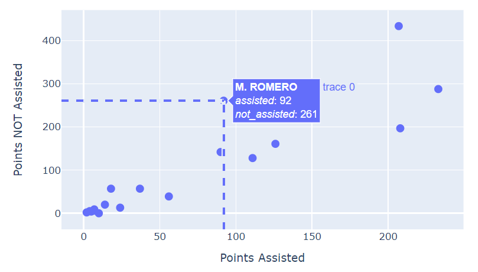 400
300
200
100
0
Points NOT Assisted
M. ROMERO trace 0
assisted: 92
not_assisted: 261
0 50 100 150 200
Points Assisted